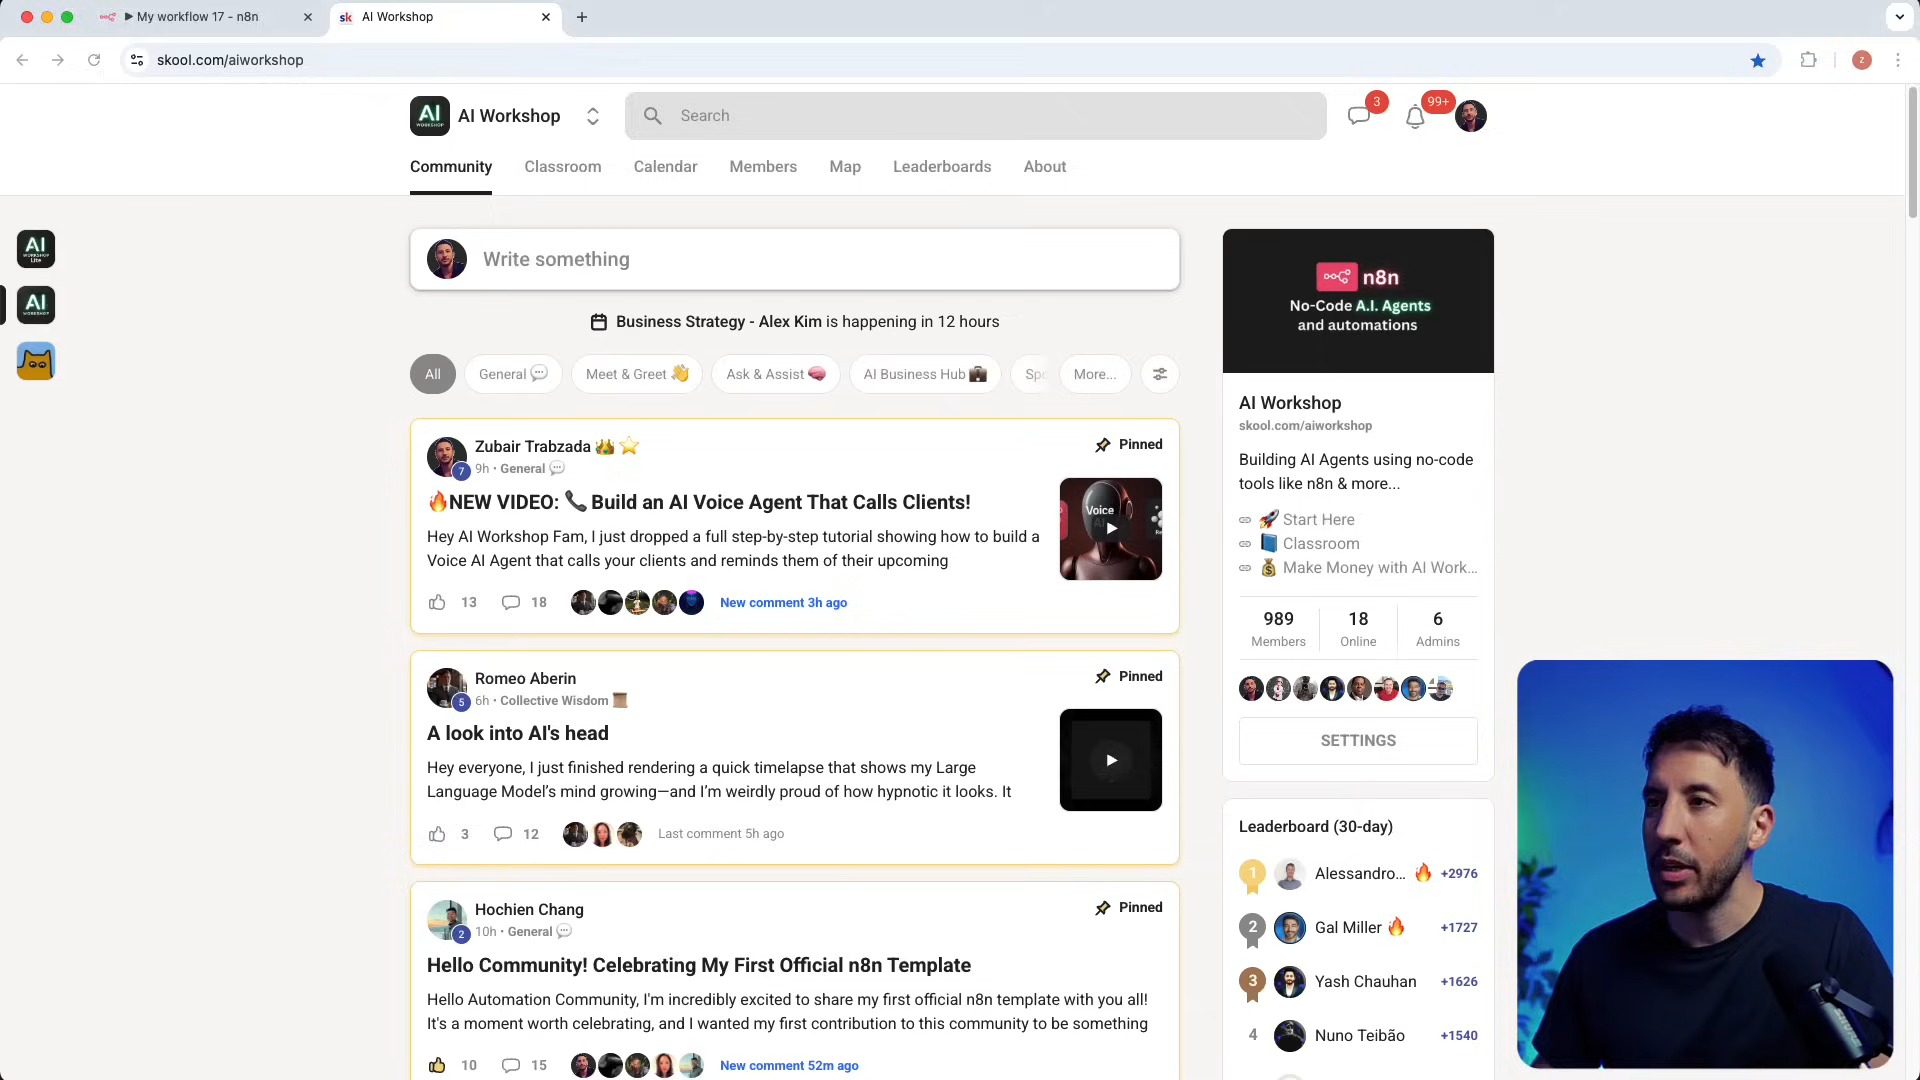 My workflow 17 - n8n
sk AI Workshop
skool.com/aiworkshop
Z
AI WORKSHOP
AI Workshop
Search
3
99+
Community
Classroom
Calendar
Members
Map
Leaderboards
About
AI WORKSHOP Lite
AI WORKSHOP
Write something
Business Strategy - Alex Kim is happening in 12 hours
All
General 💬
Meet & Greet 👋
Ask & Assist 🧠
AI Business Hub 💼
Spo
More...
Zubair Trabzada 👑⭐
7
9h • General 💬
Pinned
🔥NEW VIDEO: 📞 Build an AI Voice Agent That Calls Clients!
Hey AI Workshop Fam, I just dropped a full step-by-step tutorial showing how to build a
Voice AI Agent that calls your clients and reminds them of their upcoming
Voice
AI
Re
13
18
New comment 3h ago
Romeo Aberin
5
6h • Collective Wisdom 📜
Pinned
A look into AI's head
Hey everyone, I just finished rendering a quick timelapse that shows my Large
Language Model’s mind growing—and I’m weirdly proud of how hypnotic it looks. It
3
12
Last comment 5h ago
Hochien Chang
2
10h • General 💬
Pinned
Hello Community! Celebrating My First Official n8n Template
Hello Automation Community, I'm incredibly excited to share my first official n8n template with you all!
It's a moment worth celebrating, and I wanted my first contribution to this community to be something
10
15
New comment 52m ago
n8n
No-Code A.I. Agents
and automations
AI Workshop
skool.com/aiworkshop
Building AI Agents using no-code
tools like n8n & more...
🚀 Start Here
📘 Classroom
💰 Make Money with AI Work...
989
Members
18
Online
6
Admins
SETTINGS
Leaderboard (30-day)
1
Alessandro... 🔥
+2976
2
Gal Miller 🔥
+1727
3
Yash Chauhan
+1626
4
Nuno Teibão
+1540